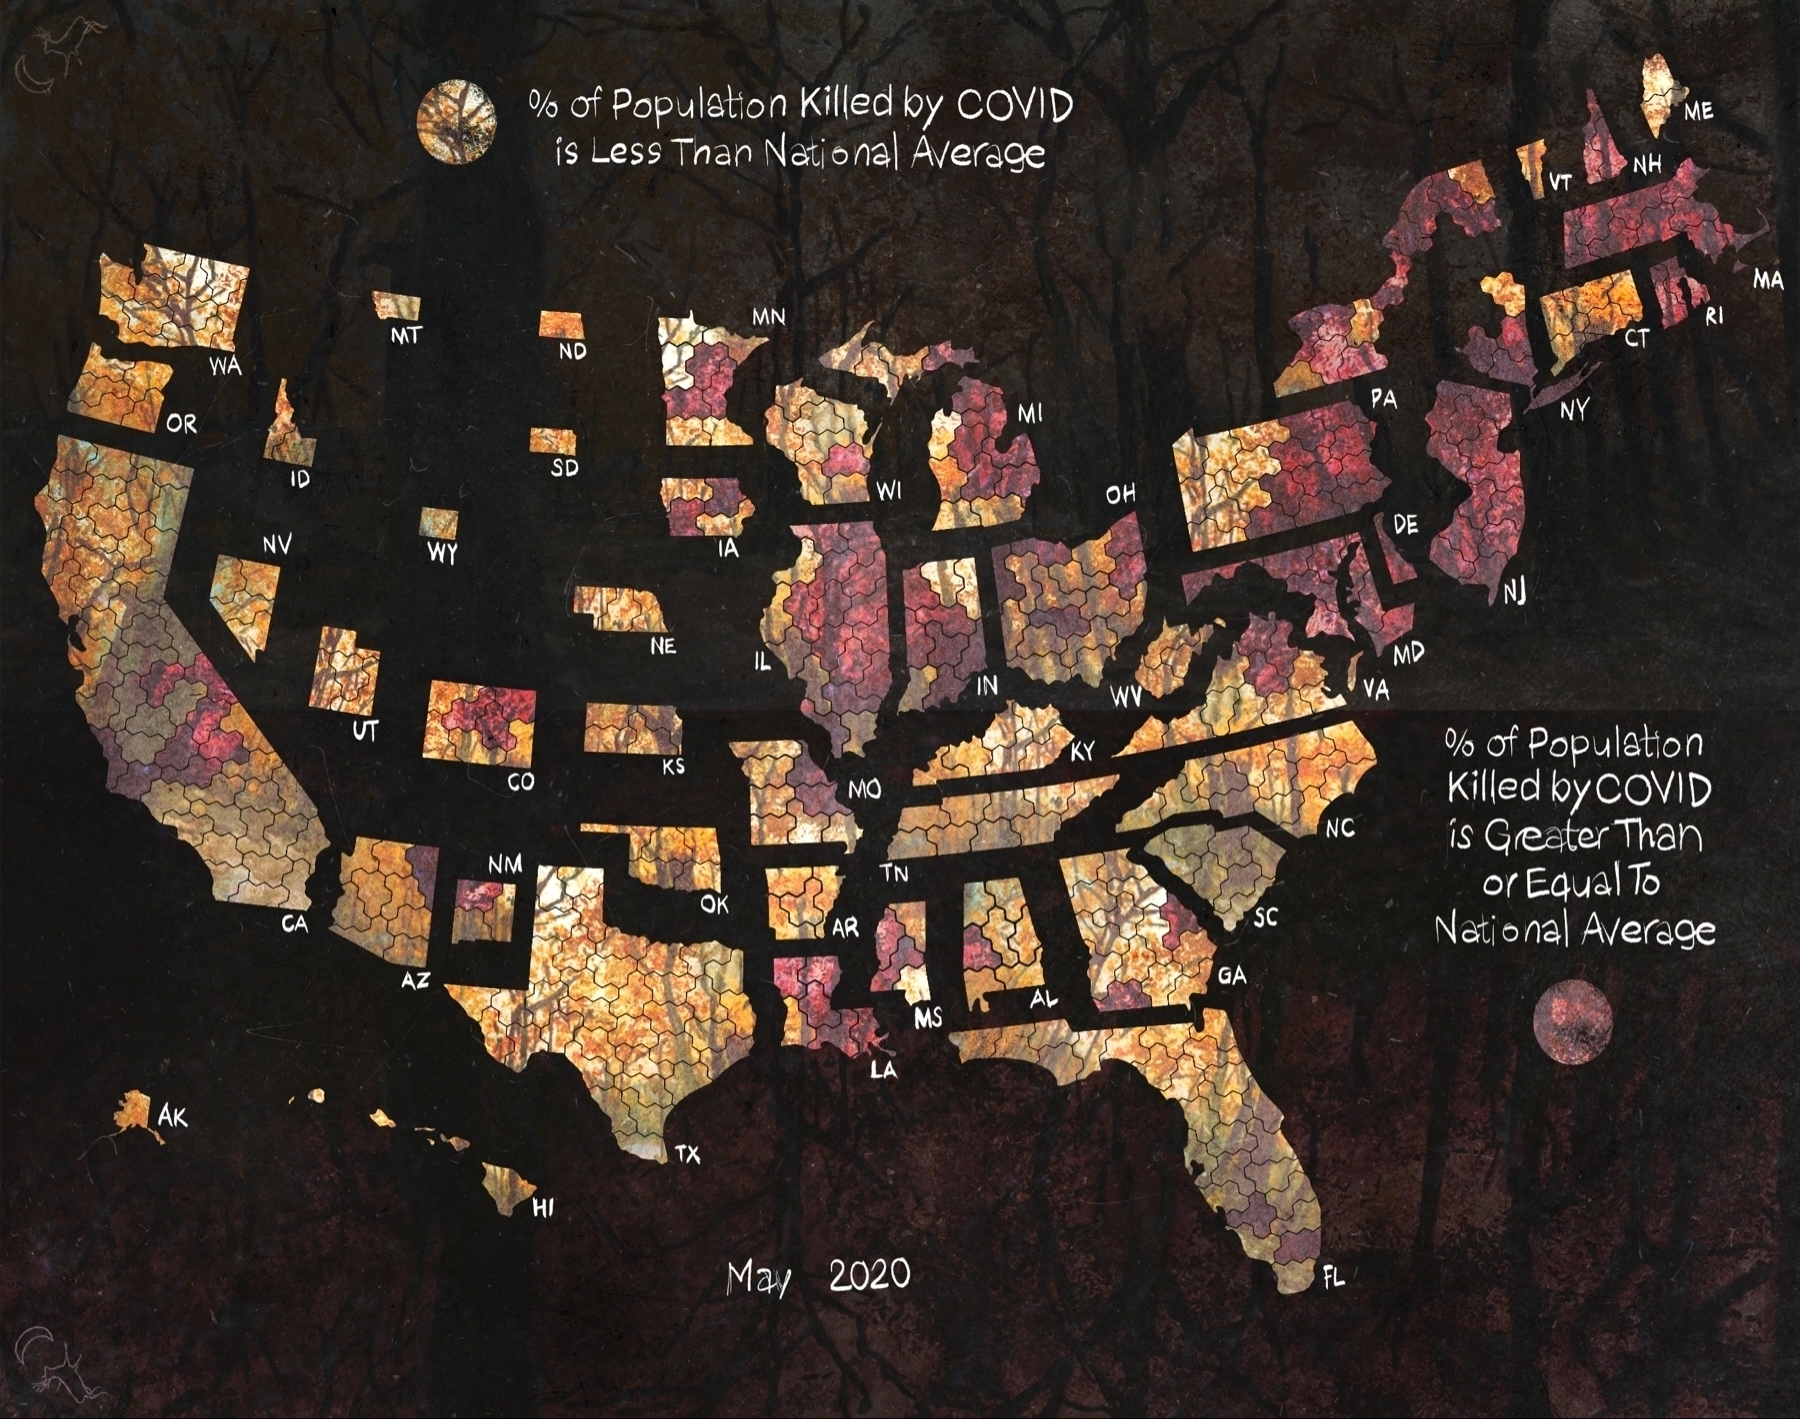 % of Population Killed by COVID
is Less Than National Average
ME
NH
VT
MA
RI
CT
NY
PA
NJ
DE
MD
VA
WV
OH
MI
MN
WI
IA
IL
IN
KY
NC
SC
TN
GA
AL
MS
FL
LA
AR
MO
WA
OR
ID
MT
ND
SD
WY
NV
NE
UT
CO
KS
CA
AZ
NM
OK
TX
AK
HI
% of Population
Killed by COVID
is Greater Than
or Equal To
National Average
May 2020